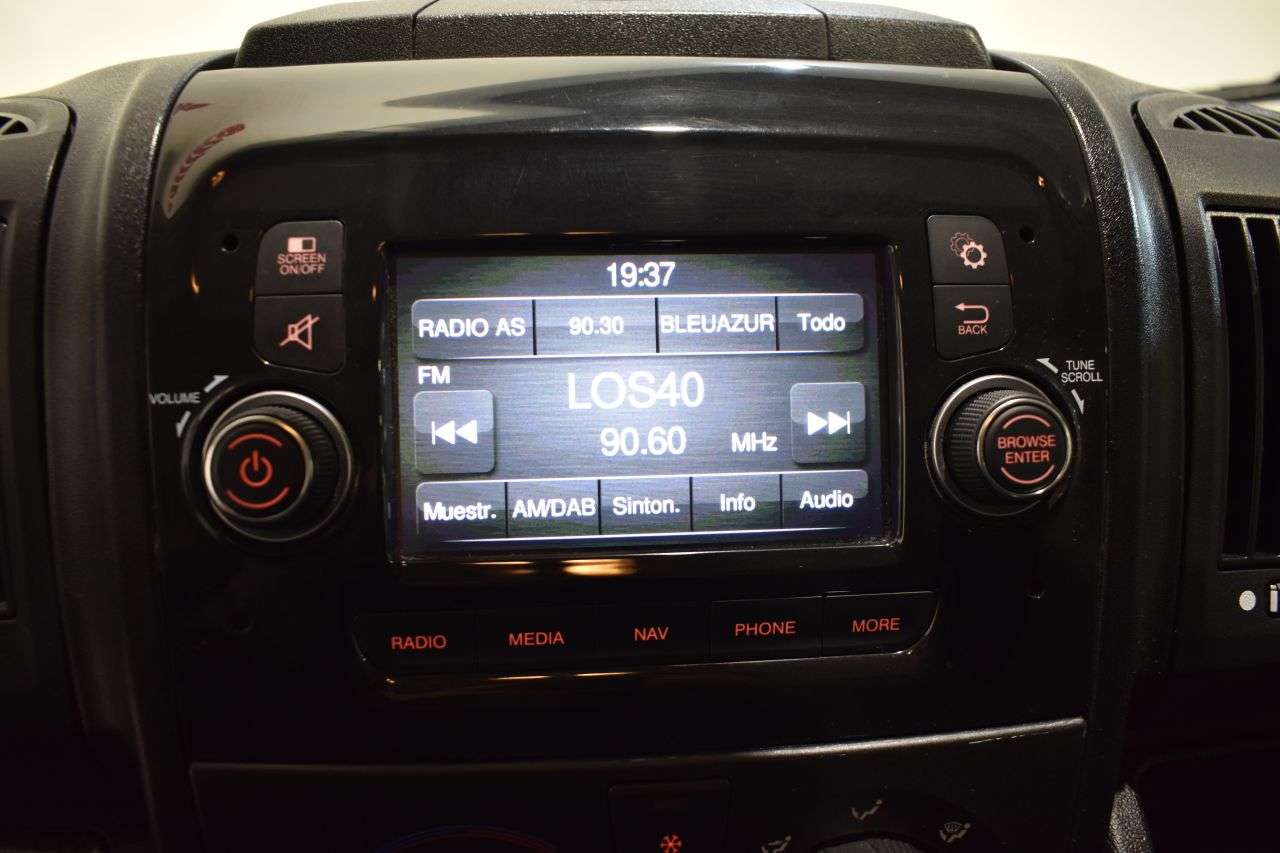 19:37
SCREEN
ON/OFF
RADIO AS 90.30 BLEUAZUR Todo
BACK
FM
LOS40
VOLUME
TUNE
SCROLL
90.60 MHz
BROWSE
ENTER
Muestr. AM/DAB Sinton. Info Audio
RADIO MEDIA NAV PHONE MORE